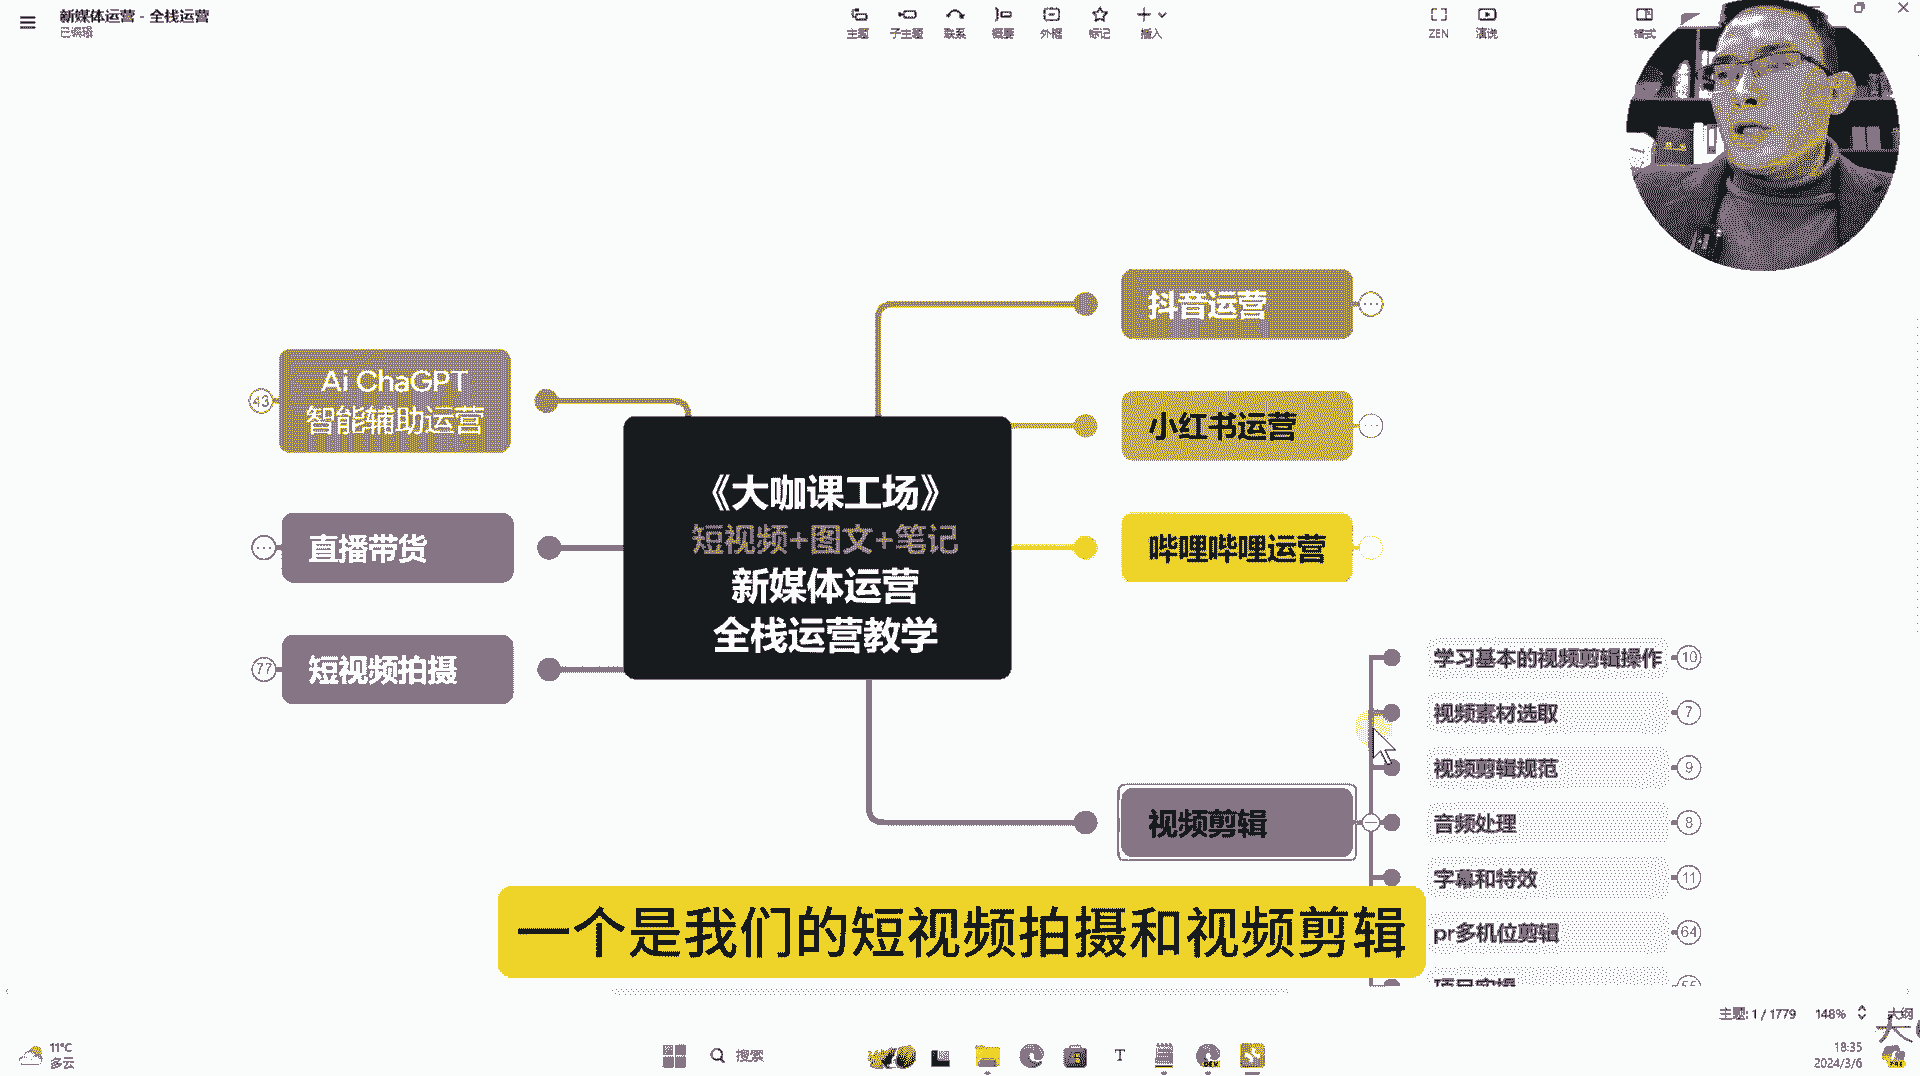 新媒体运营 - 全栈运营
已编辑
主题
子主题
联系
概要
外框
标记
插入
ZEN
演说
格式
抖音运营
Ai ChaGPT
智能辅助运营
43
小红书运营
《大咖课工场》
短视频+图文+笔记
新媒体运营
全栈运营教学
直播带货
哔哩哔哩运营
短视频拍摄
77
学习基本的视频剪辑操作
10
视频素材选取
7
视频剪辑规范
9
视频剪辑
音频处理
8
字幕和特效
11
一个是我们的短视频拍摄和视频剪辑
pr多机位剪辑
64
项目实操
主题: 1 / 1779
148%
大纲
11°C
多云
搜索
18:35
2024/3/6